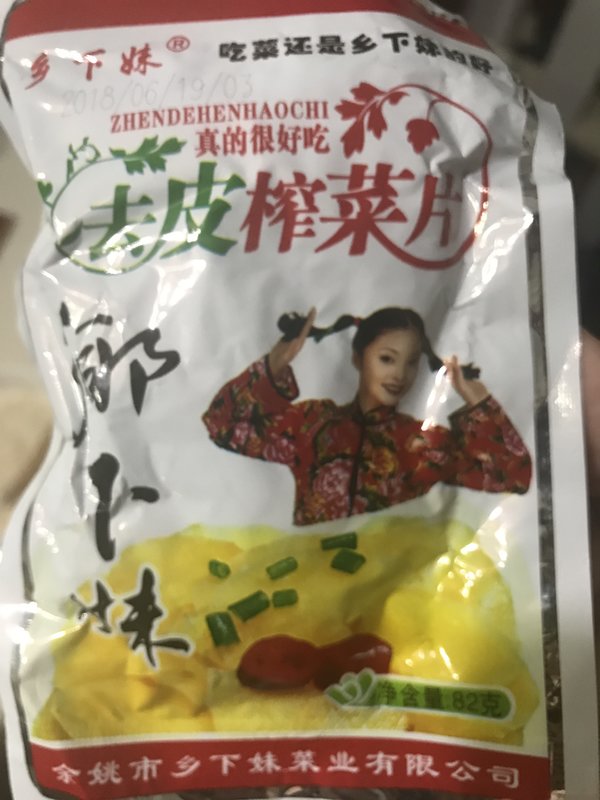 乡下妹®
吃菜还是乡下妹的好
2018/06/19/03
ZHENDEHENHAOCHI
真的很好吃
去皮榨菜片
乡下妹
净含量 82克
余姚市乡下妹菜业有限公司